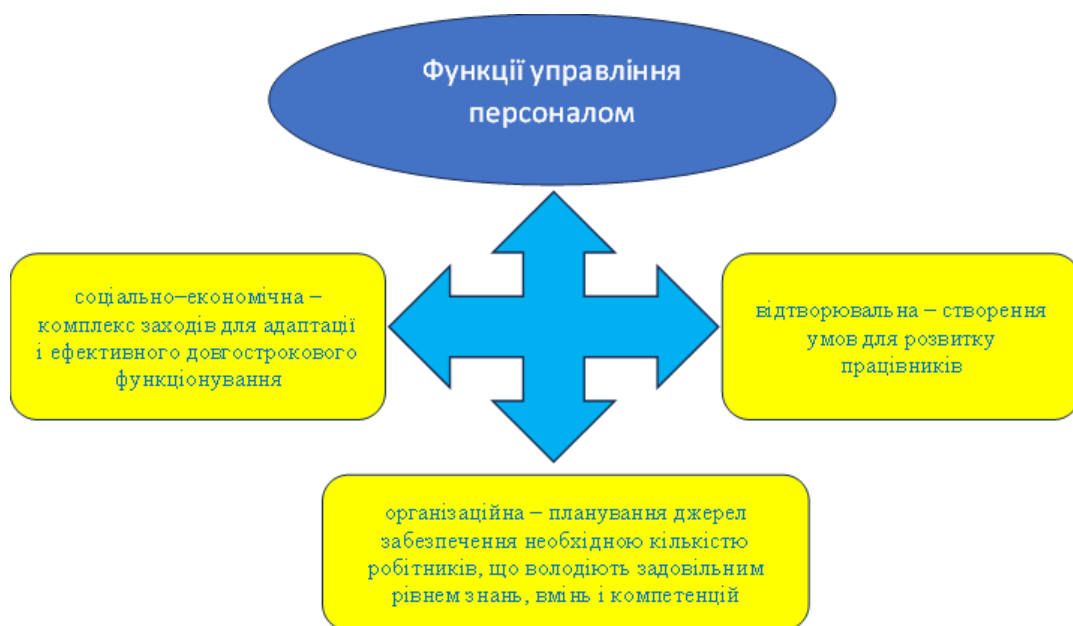 Функції управління
персоналом
соціально–економічна –
комплекс заходів для адаптації
і ефективного довгострокового
функціонування
відтворювальна – створення
умов для розвитку
працівників
організаційна – планування джерел
забезпечення необхідною кількістю
робітників, що володіють задовільним
рівнем знань, вмінь і компетенцій